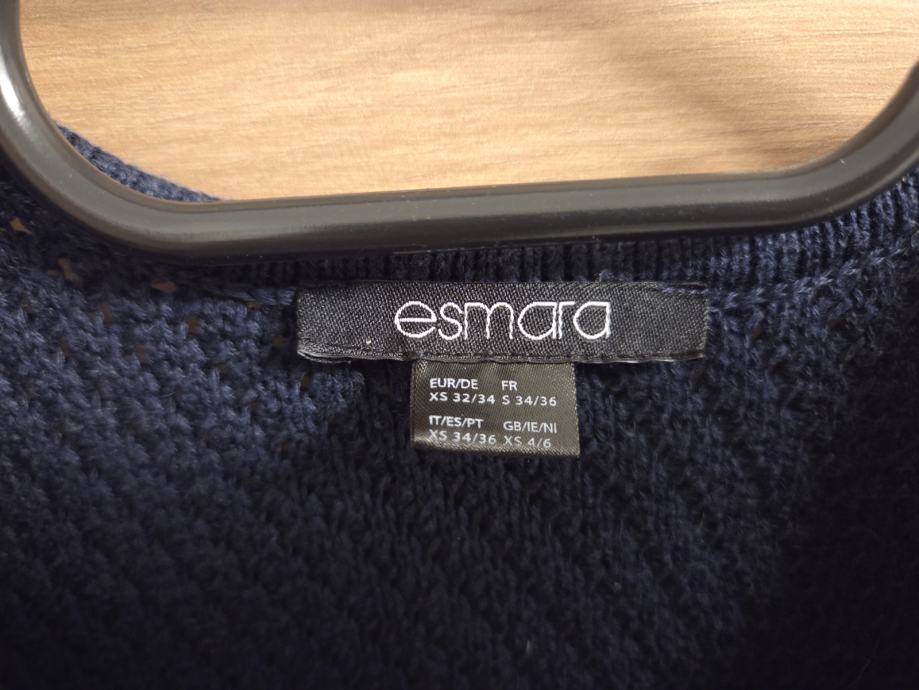 esmara
EUR/DE FR
XS 32/34 S 34/36
IT/ES/PT GB/IE/NI
XS 34/36 XS 4/6